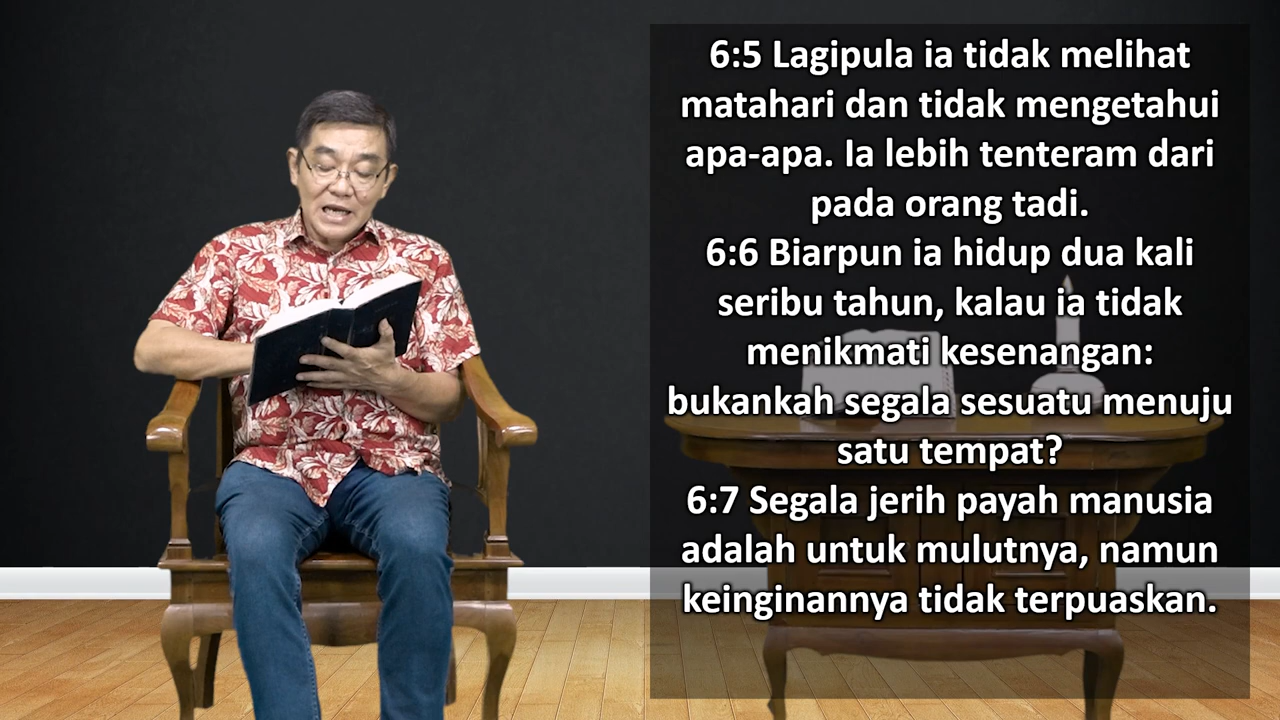 6:5 Lagipula ia tidak melihat
matahari dan tidak mengetahui
apa-apa. Ia lebih tenteram dari
pada orang tadi.
6:6 Biarpun ia hidup dua kali
seribu tahun, kalau ia tidak
menikmati kesenangan:
bukankah segala sesuatu menuju
satu tempat?
6:7 Segala jerih payah manusia
adalah untuk mulutnya, namun
keinginannya tidak terpuaskan.